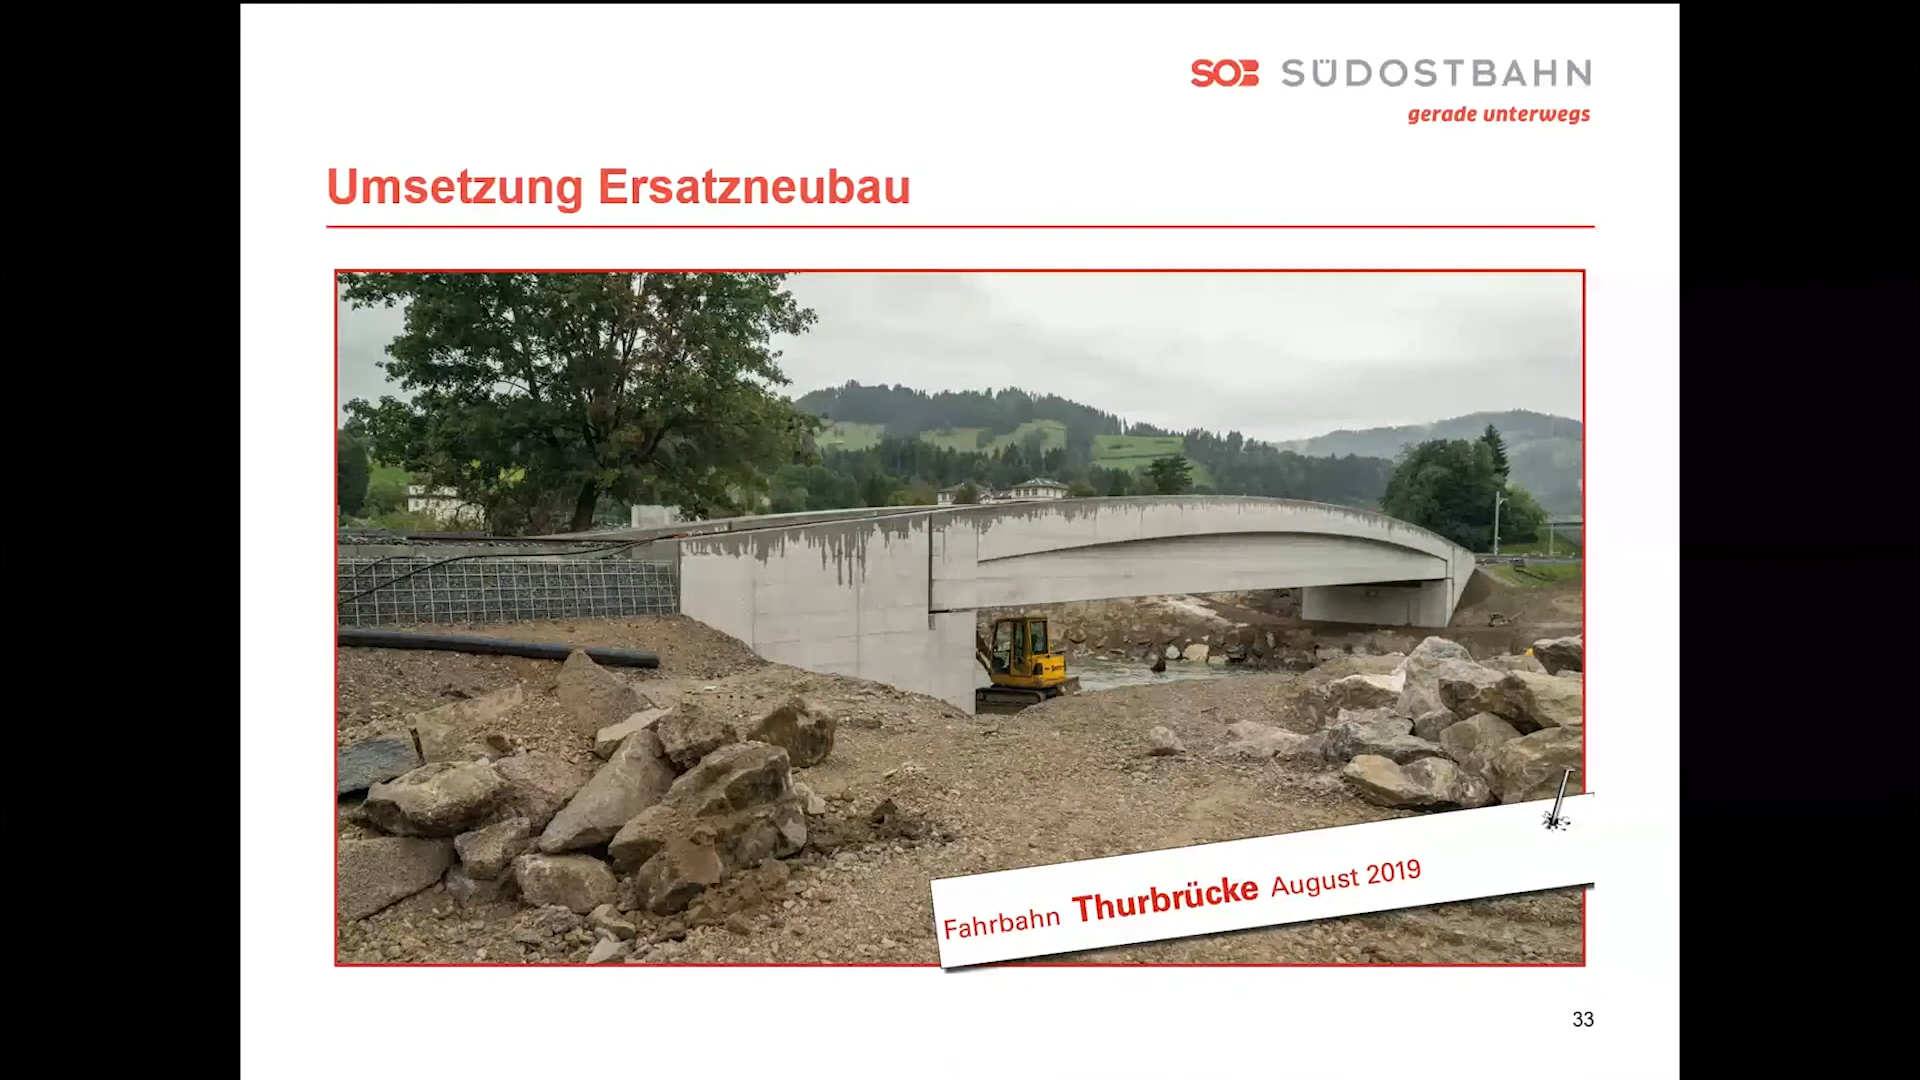 SOB SÜDOSTBAHN
gerade unterwegs
Umsetzung Ersatzneubau
Fahrbahn Thurbrücke August 2019
33